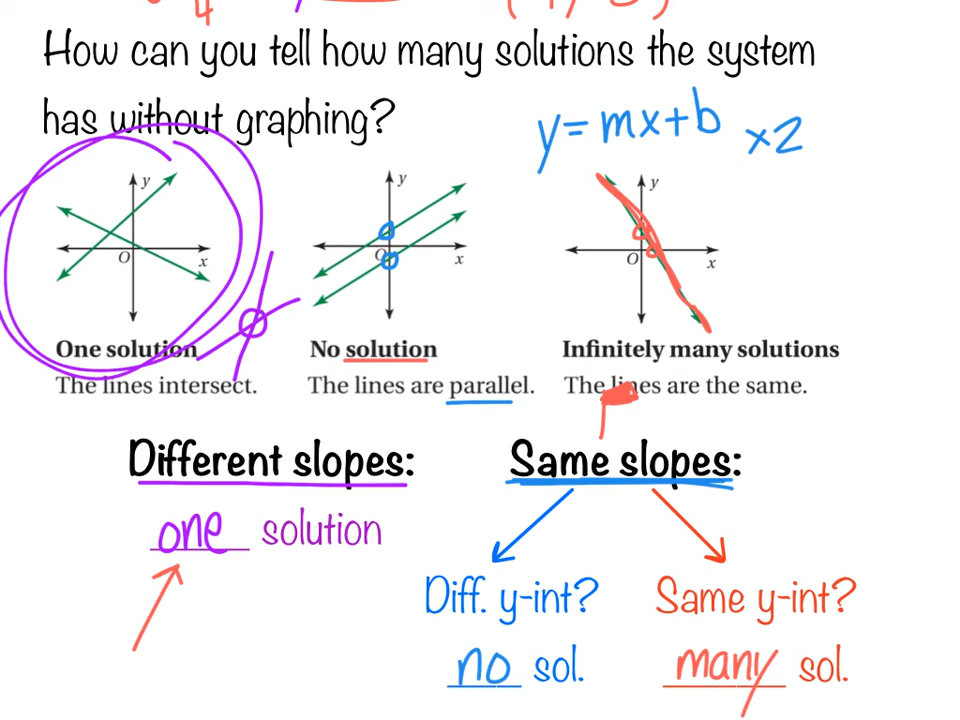 How can you tell how many solutions the system
has without graphing?
y = mx+b x2
y
O
x
y
O
x
y
O
x
One solution
The lines intersect.
No solution
The lines are parallel.
Infinitely many solutions
The lines are the same.
Different slopes:
one solution
Same slopes:
Diff. y-int?
no sol.
Same y-int?
many sol.